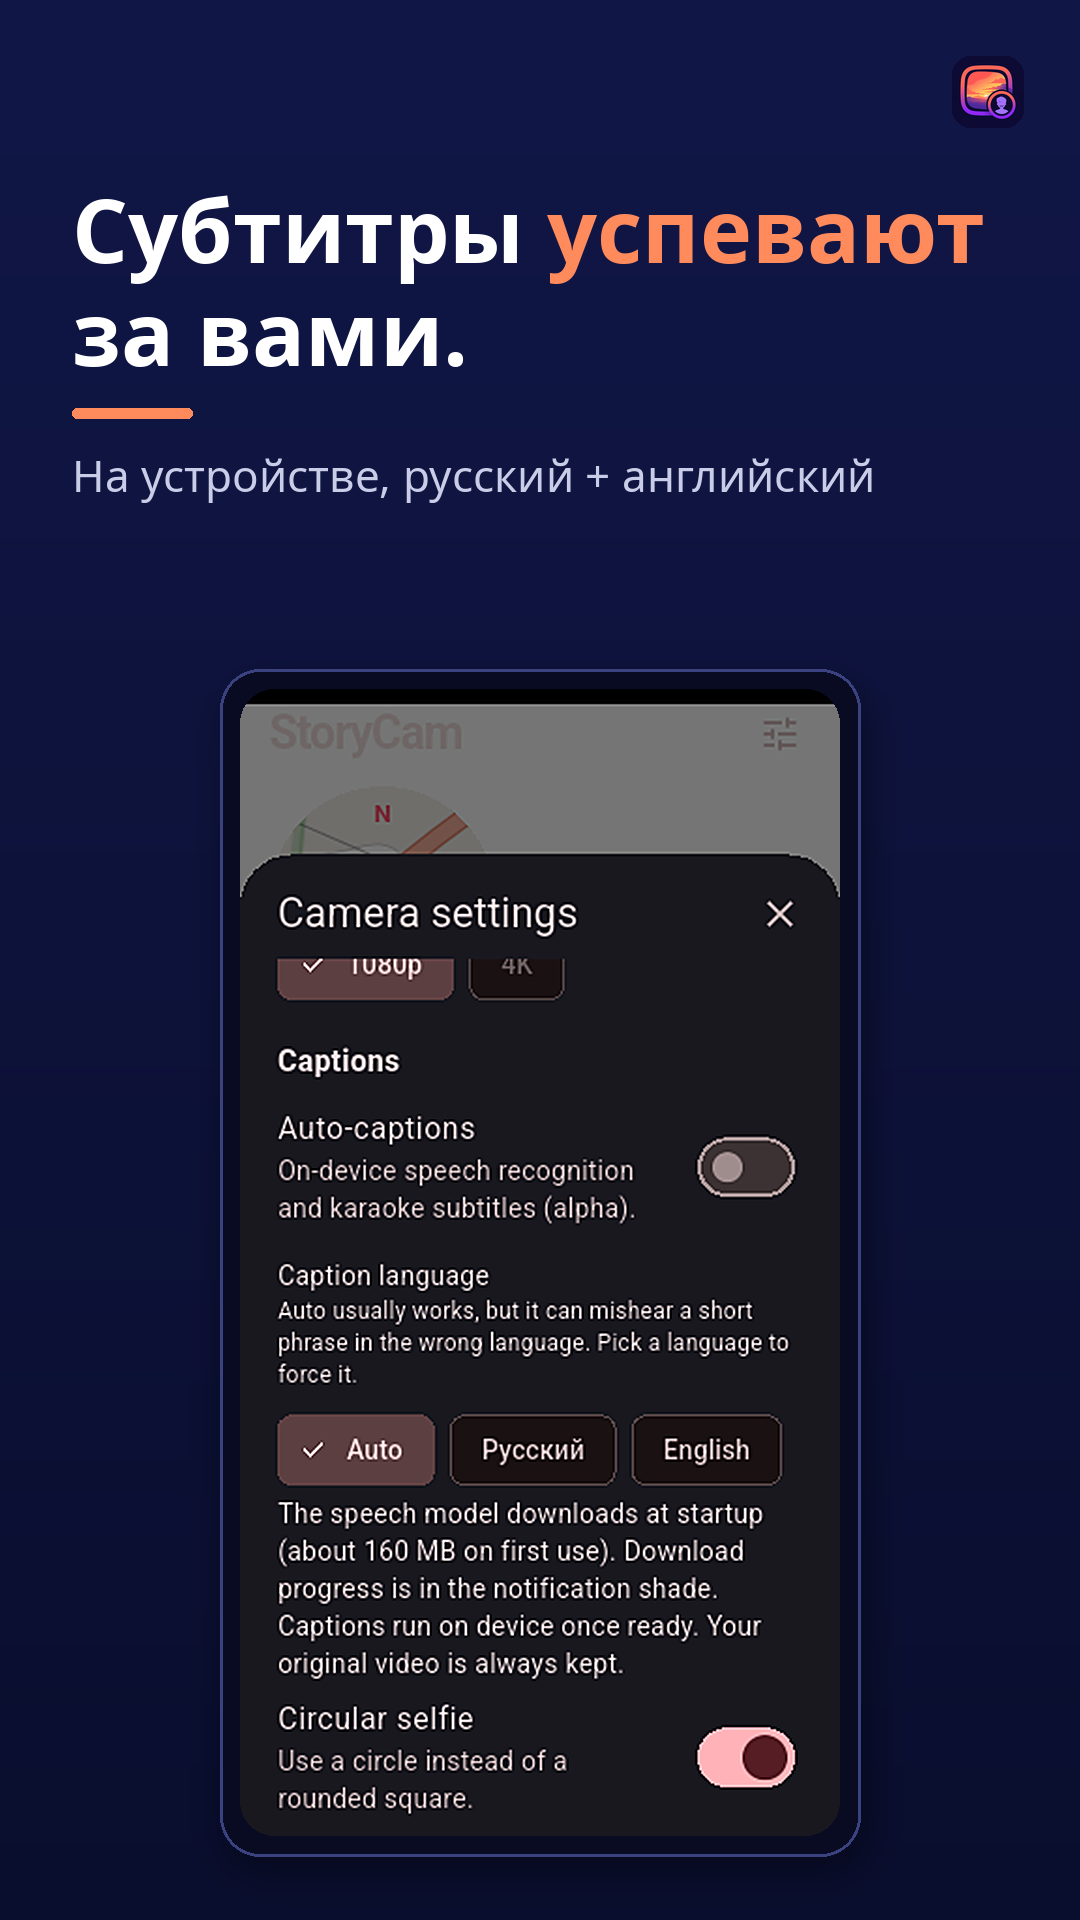 Субтитры успевают
за вами.
На устройстве, русский + английский
StoryCam
N
Camera settings
1080p 4K
Captions
Auto-captions
On-device speech recognition
and karaoke subtitles (alpha).
Caption language
Auto usually works, but it can mishear a short
phrase in the wrong language. Pick a language to
force it.
Auto Русский English
The speech model downloads at startup
(about 160 MB on first use). Download
progress is in the notification shade.
Captions run on device once ready. Your
original video is always kept.
Circular selfie
Use a circle instead of a
rounded square.